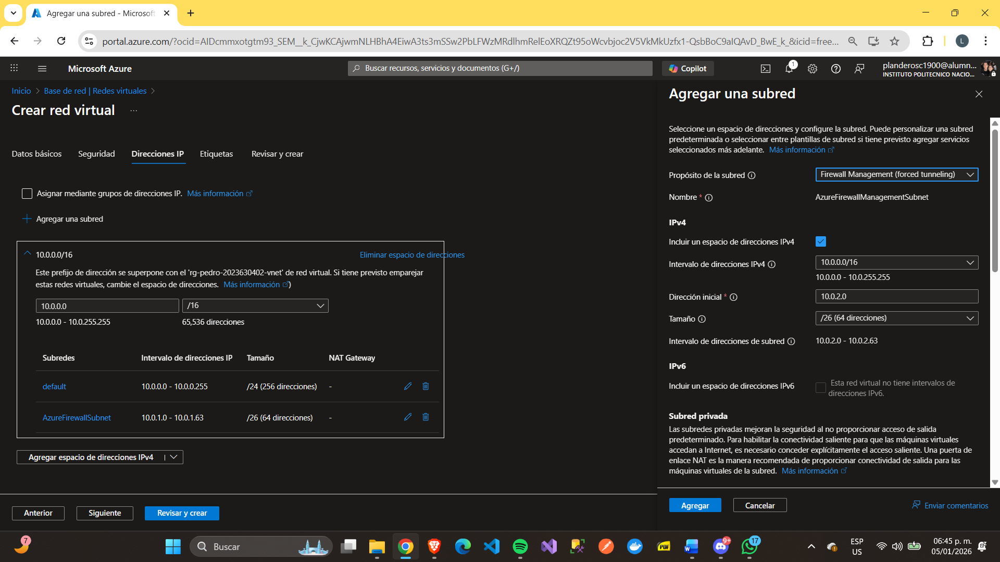 Agregar una subred - Microsoft
portal.azure.com/?ocid=AIDcmmxotgtm93_SEM__k_CjwKCAjwmNLHBhA4EiwA3ts3mSSw2PbLFWzMRdlhmRelEoXRQZt95oWcvbjoc2V5VkMkUzfx1-QsbBoC9aIQAvD_BwE_k_&icid=free...
L
Microsoft Azure
Buscar recursos, servicios y documentos (G+/)
Copilot
1
planderosc1900@alumn...
INSTITUTO POLITECNICO NACIO...
Inicio > Base de red | Redes virtuales >
Crear red virtual ...
Datos básicos
Seguridad
Direcciones IP
Etiquetas
Revisar y crear
Asignar mediante grupos de direcciones IP. Más información
Agregar una subred
10.0.0.0/16
Eliminar espacio de direcciones
Este prefijo de dirección se superpone con el 'rg-pedro-2023630402-vnet' de red virtual. Si tiene previsto emparejar
estas redes virtuales, cambie el espacio de direcciones. Más información )
10.0.0.0
/16
10.0.0.0 - 10.0.255.255
65,536 direcciones
Subredes
Intervalo de direcciones IP
Tamaño
NAT Gateway
default
10.0.0.0 - 10.0.0.255
/24 (256 direcciones)
-
AzureFirewallSubnet
10.0.1.0 - 10.0.1.63
/26 (64 direcciones)
-
Agregar espacio de direcciones IPv4 |
Anterior
Siguiente
Revisar y crear
Agregar una subred
Seleccione un espacio de direcciones y configure la subred. Puede personalizar una subred
predeterminada o seleccionar entre plantillas de subred si tiene previsto agregar servicios
seleccionados más adelante. Más información
Propósito de la subred
Firewall Management (forced tunneling)
Nombre *
AzureFirewallManagementSubnet
IPv4
Incluir un espacio de direcciones IPv4
Intervalo de direcciones IPv4
10.0.0.0/16
10.0.0.0 - 10.0.255.255
Dirección inicial *
10.0.2.0
Tamaño
/26 (64 direcciones)
Intervalo de direcciones de subred
10.0.2.0 - 10.0.2.63
IPv6
Incluir un espacio de direcciones IPv6
Esta red virtual no tiene intervalos de
direcciones IPv6.
Subred privada
Las subredes privadas mejoran la seguridad al no proporcionar acceso de salida
predeterminado. Para habilitar la conectividad saliente para que las máquinas virtuales
accedan a Internet, es necesario conceder explícitamente el acceso saliente. Una puerta de
enlace NAT es la manera recomendada de proporcionar conectividad de salida para las
máquinas virtuales de la subred. Más información
Agregar
Cancelar
Enviar comentarios
7
Buscar
PDF
W
9+
17
ESP
US
06:45 p. m.
05/01/2026